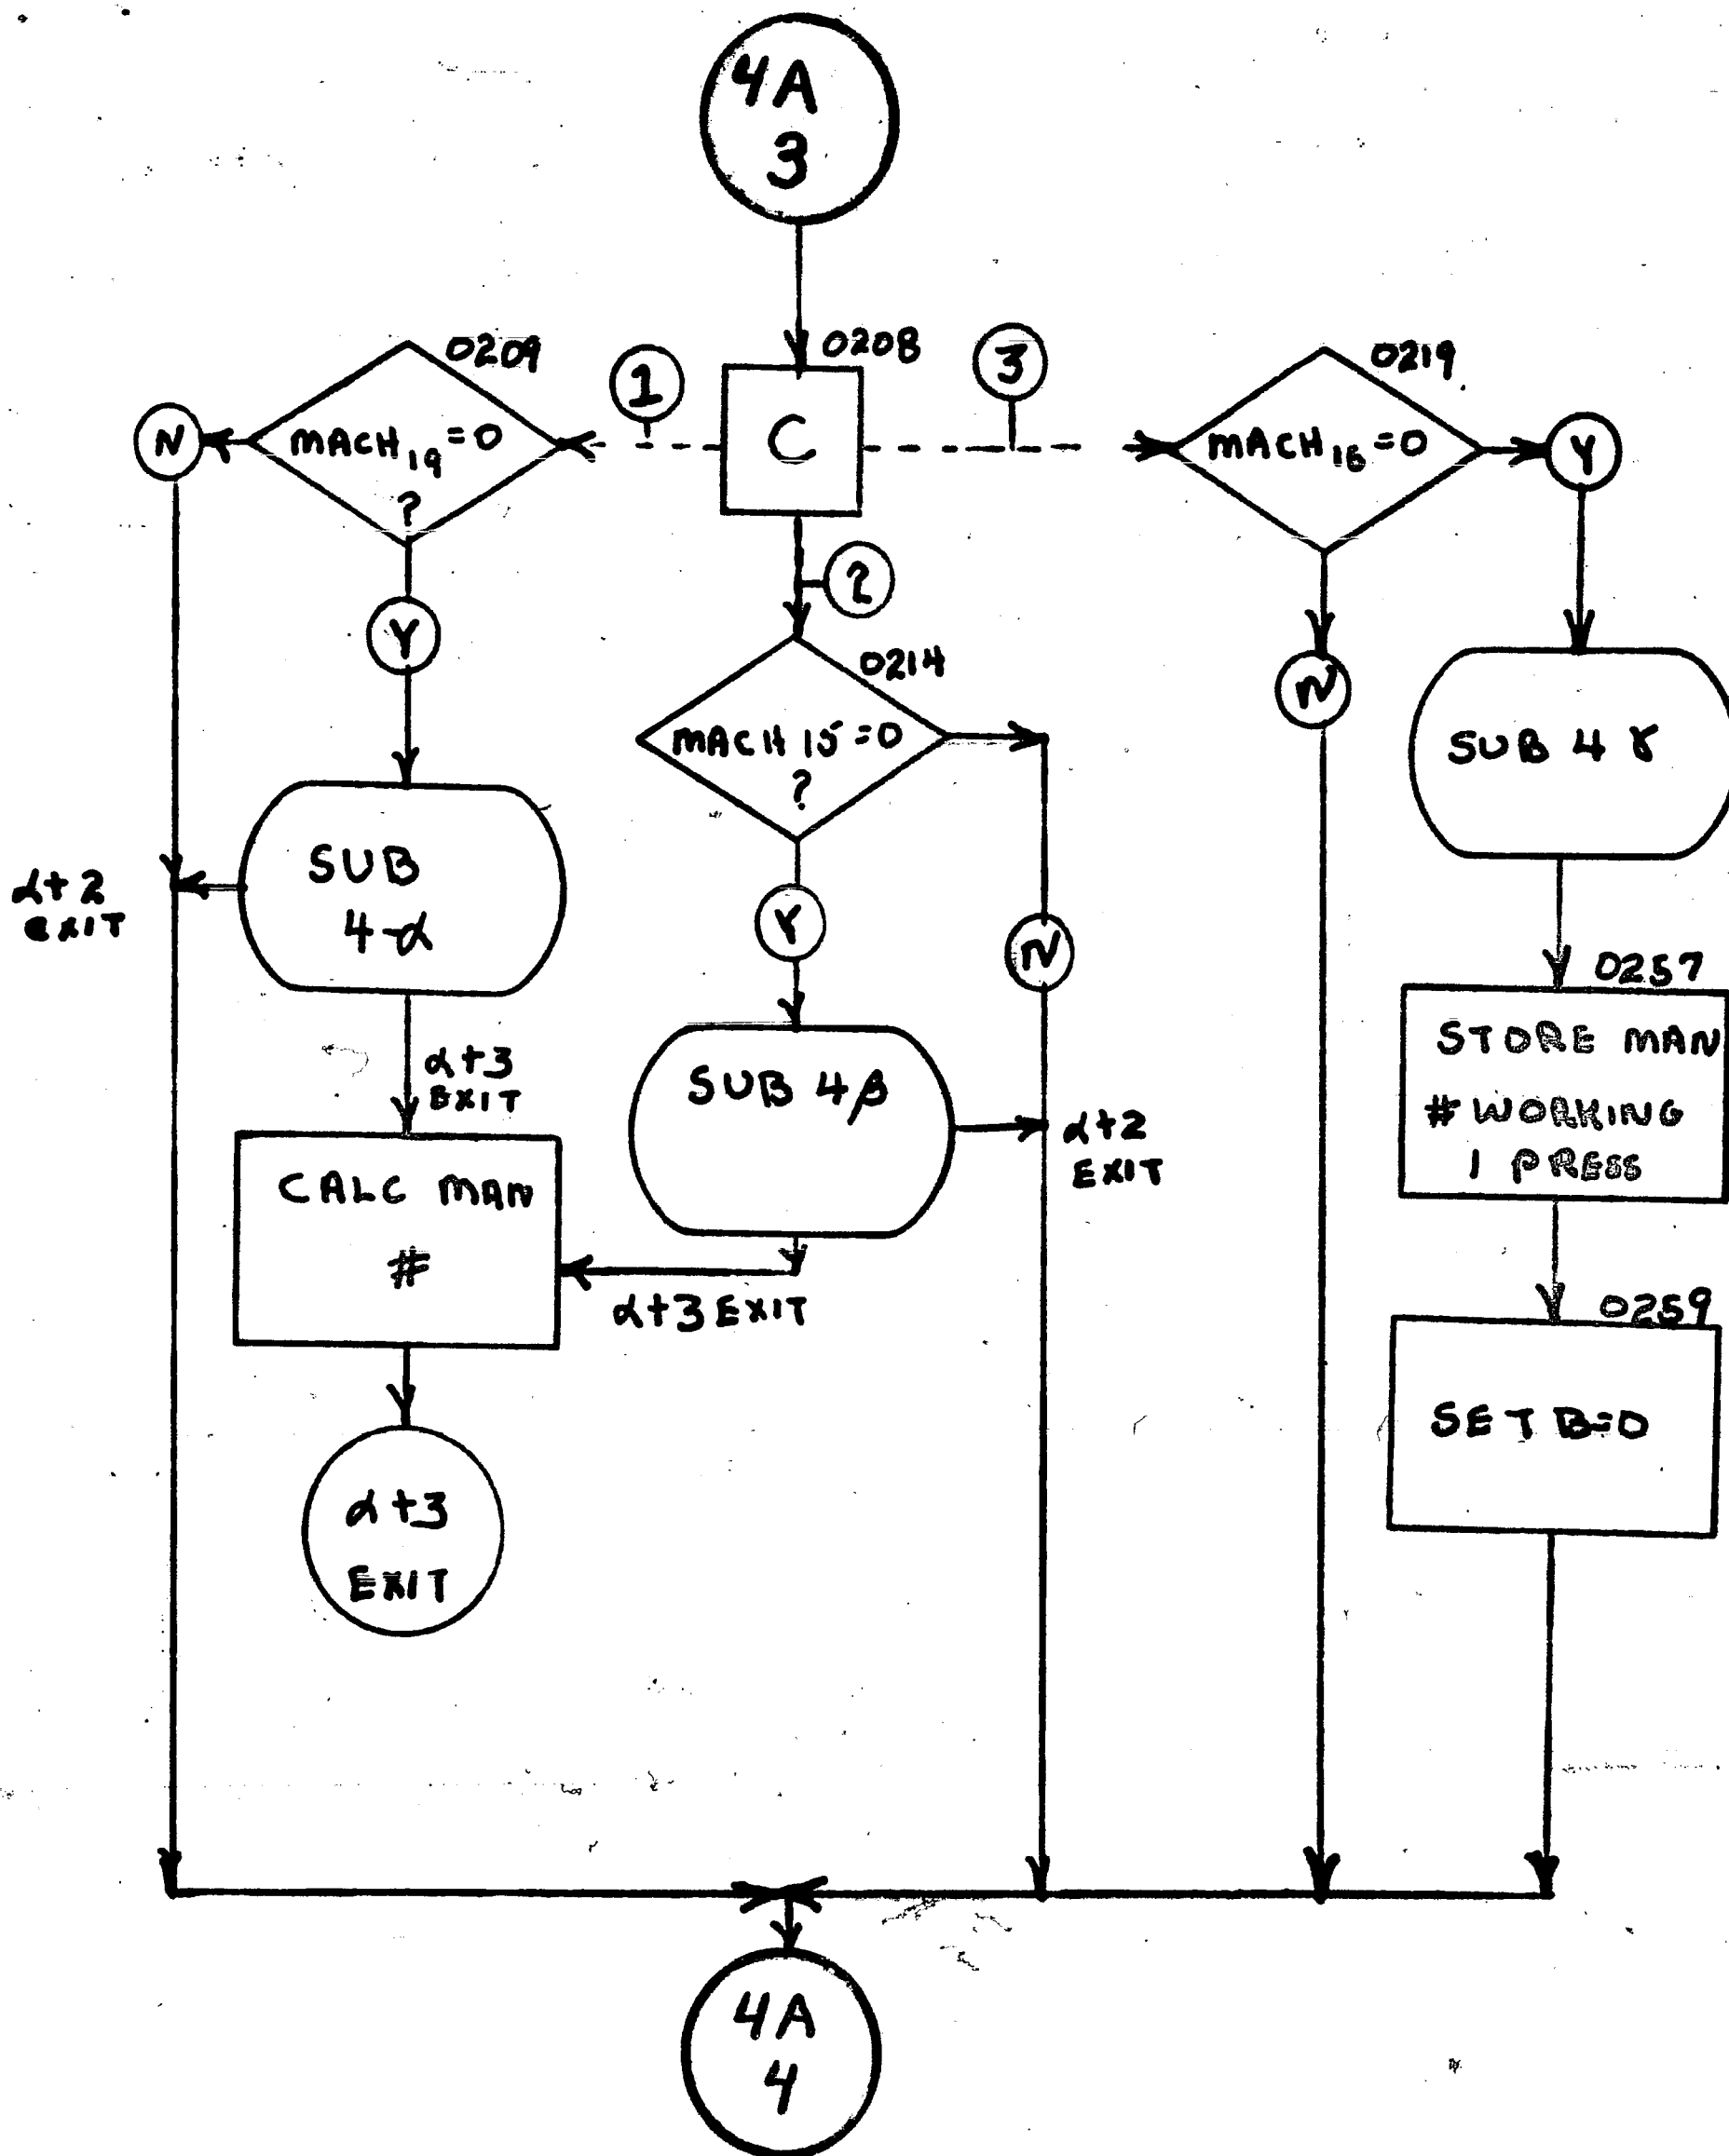 4A
3
0208
C
1
3
2
0209
MACH19=0
?
N
Y
SUB
4-α
α+2
EXIT
α+3
EXIT
CALC MAN
#
α+3
EXIT
0214
MACH 15=0
?
Y
N
SUB 4β
α+2
EXIT
α+3 EXIT
0219
MACH =0
Y
N
SUB 4 γ
0257
STORE MAN
# WORKING
1 PRESS
0259
SET B=0
4A
4